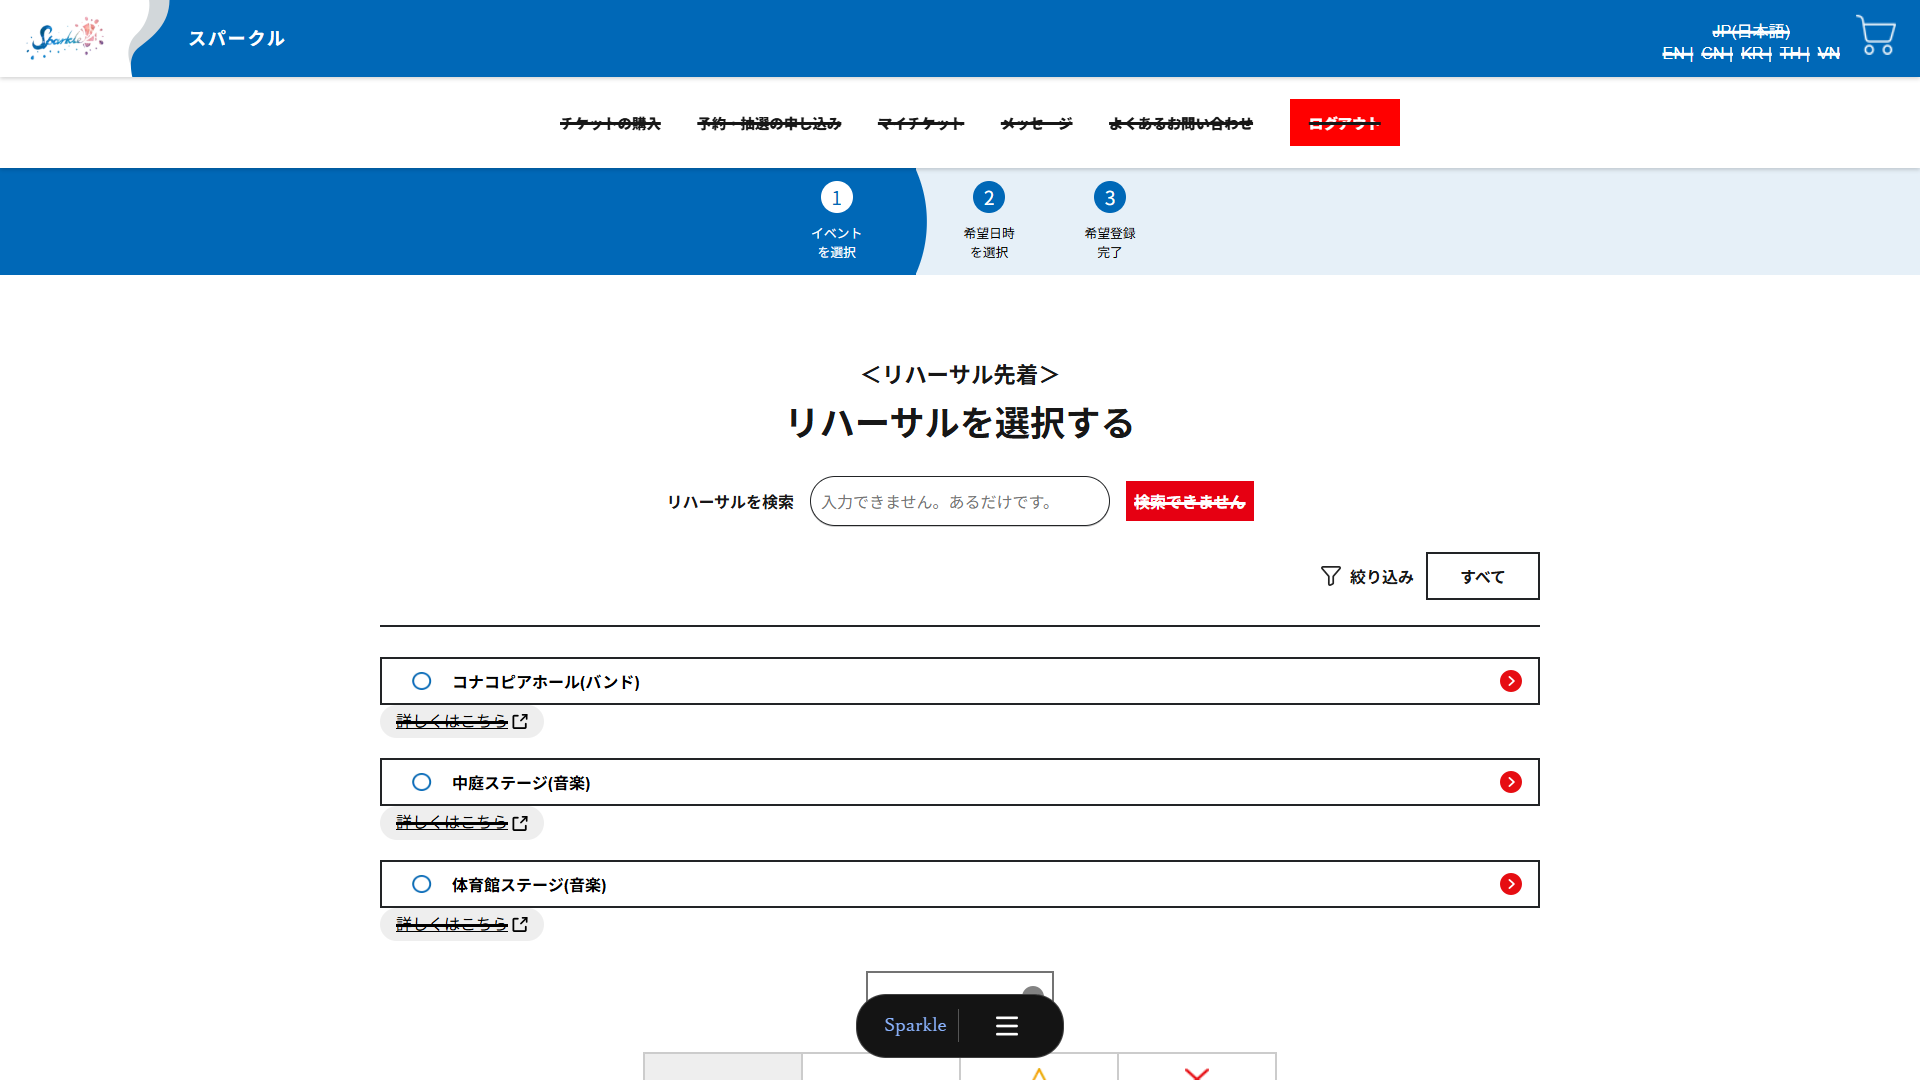 Sparkle
スパークル
JP(日本語)
EN | CN | KR | TH | VN
チケットの購入 予約・抽選の申し込み マイチケット メッセージ よくあるお問い合わせ ログアウト
1 2 3
イベント
を選択
希望日時
を選択
希望登録
完了
＜リハーサル先着＞
リハーサルを選択する
リハーサルを検索 入力できません。あるだけです。 検索できません
絞り込み すべて
コナコピアホール(バンド)
詳しくはこちら
中庭ステージ(音楽)
詳しくはこちら
体育館ステージ(音楽)
詳しくはこちら
Sparkle